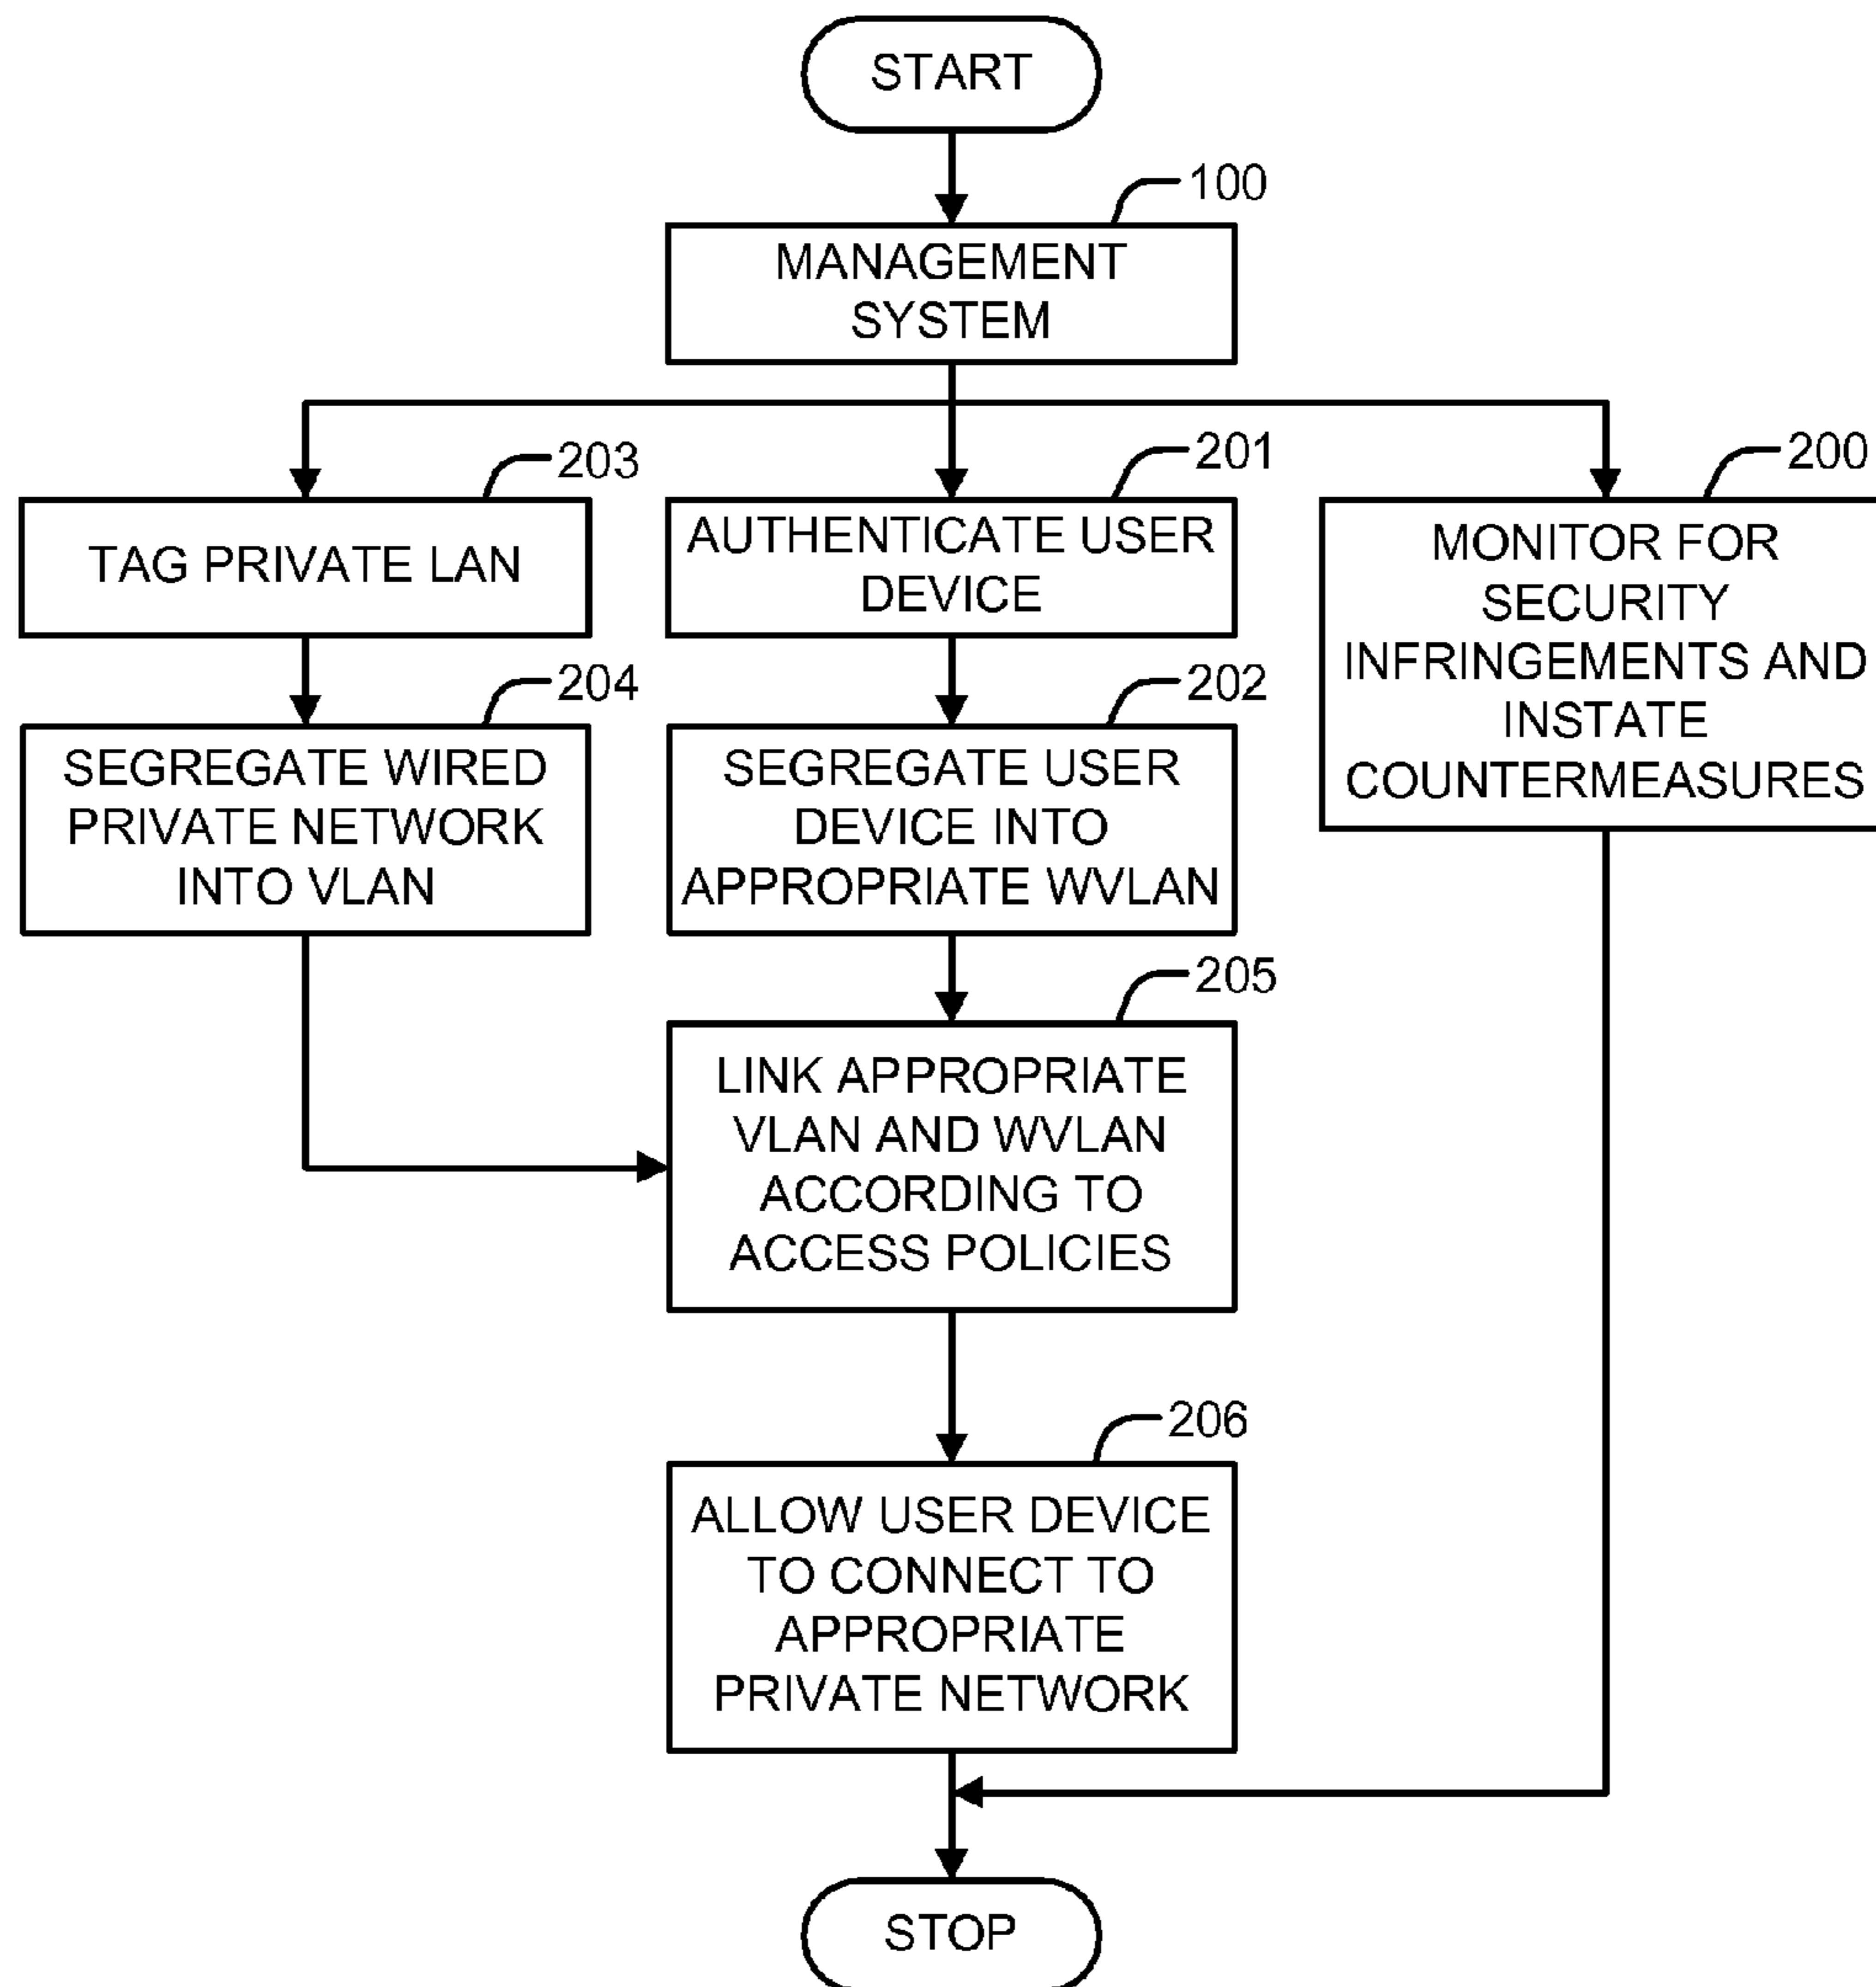 START
100
MANAGEMENT
SYSTEM
203
TAG PRIVATE LAN
201
AUTHENTICATE USER
DEVICE
200
MONITOR FOR
SECURITY
INFRINGEMENTS AND
INSTATE
COUNTERMEASURES
204
SEGREGATE WIRED
PRIVATE NETWORK
INTO VLAN
202
SEGREGATE USER
DEVICE INTO
APPROPRIATE WVLAN
205
LINK APPROPRIATE
VLAN AND WVLAN
ACCORDING TO
ACCESS POLICIES
206
ALLOW USER DEVICE
TO CONNECT TO
APPROPRIATE
PRIVATE NETWORK
STOP